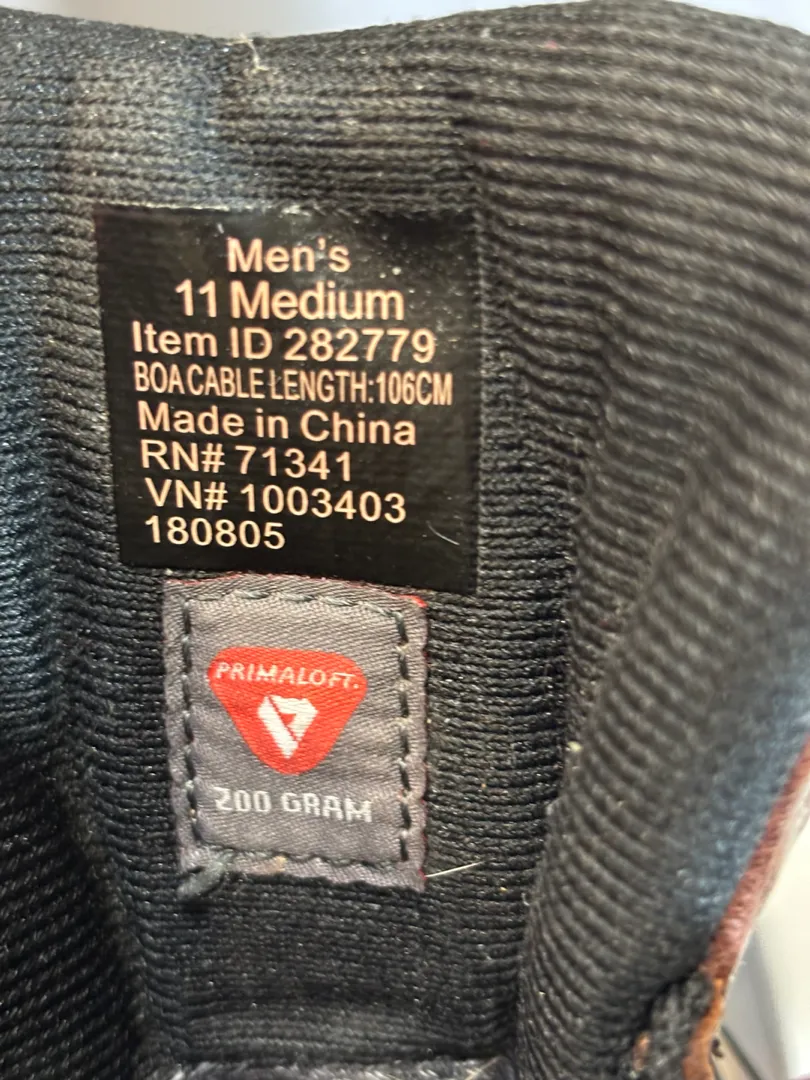 Men's
11 Medium
Item ID 282779
BOA CABLE LENGTH:106CM
Made in China
RN# 71341
VN# 1003403
180805
PRIMALOFT.
200 GRAM